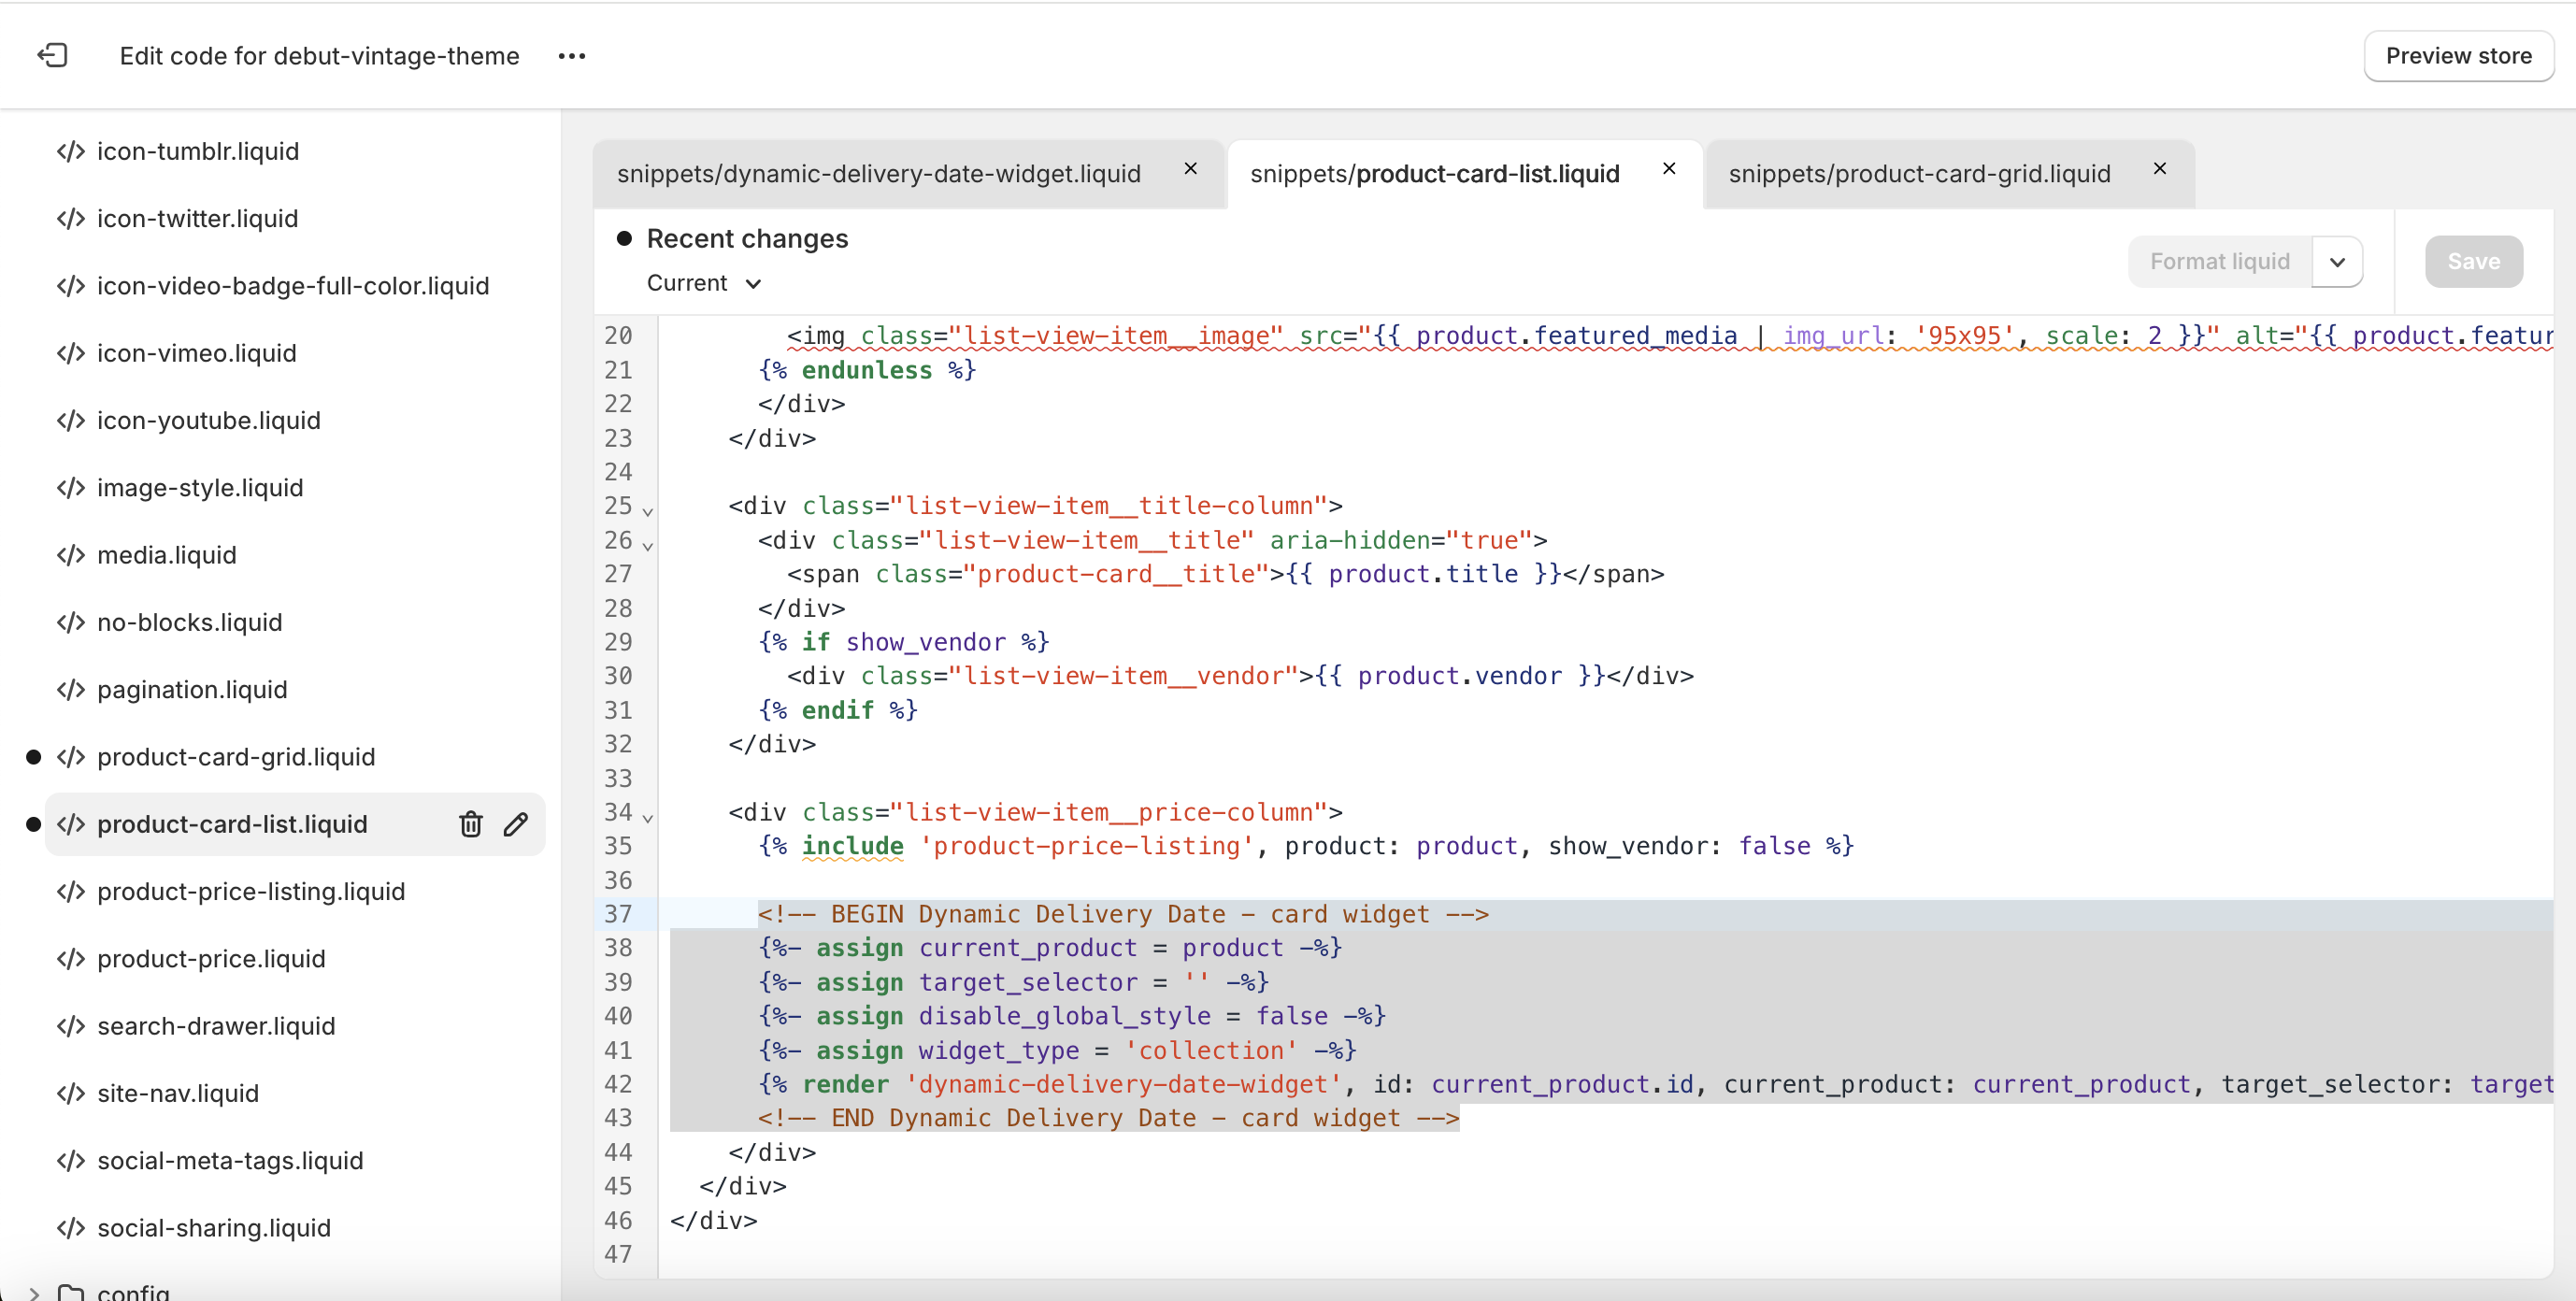 Edit code for debut-vintage-theme
Preview store
icon-tumblr.liquid
icon-twitter.liquid
icon-video-badge-full-color.liquid
icon-vimeo.liquid
icon-youtube.liquid
image-style.liquid
media.liquid
no-blocks.liquid
pagination.liquid
product-card-grid.liquid
product-card-list.liquid
product-price-listing.liquid
product-price.liquid
search-drawer.liquid
site-nav.liquid
social-meta-tags.liquid
social-sharing.liquid
config
snippets/dynamic-delivery-date-widget.liquid
snippets/product-card-list.liquid
snippets/product-card-grid.liquid
Recent changes
Current
Format liquid
Save
20 <img class="list-view-item__image" src="{{ product.featured_media | img_url: '95x95', scale: 2 }}" alt="{{ product.featur
21 {% endunless %}
22 </div>
23 </div>
24
25 <div class="list-view-item__title-column">
26 <div class="list-view-item__title" aria-hidden="true">
27 <span class="product-card__title">{{ product.title }}</span>
28 </div>
29 {% if show_vendor %}
30 <div class="list-view-item__vendor">{{ product.vendor }}</div>
31 {% endif %}
32 </div>
33
34 <div class="list-view-item__price-column">
35 {% include 'product-price-listing', product: product, show_vendor: false %}
36
37 <!-- BEGIN Dynamic Delivery Date - card widget -->
38 {%- assign current_product = product -%}
39 {%- assign target_selector = '' -%}
40 {%- assign disable_global_style = false -%}
41 {%- assign widget_type = 'collection' -%}
42 {% render 'dynamic-delivery-date-widget', id: current_product.id, current_product: current_product, target_selector: target
43 <!-- END Dynamic Delivery Date - card widget -->
44 </div>
45 </div>
46 </div>
47